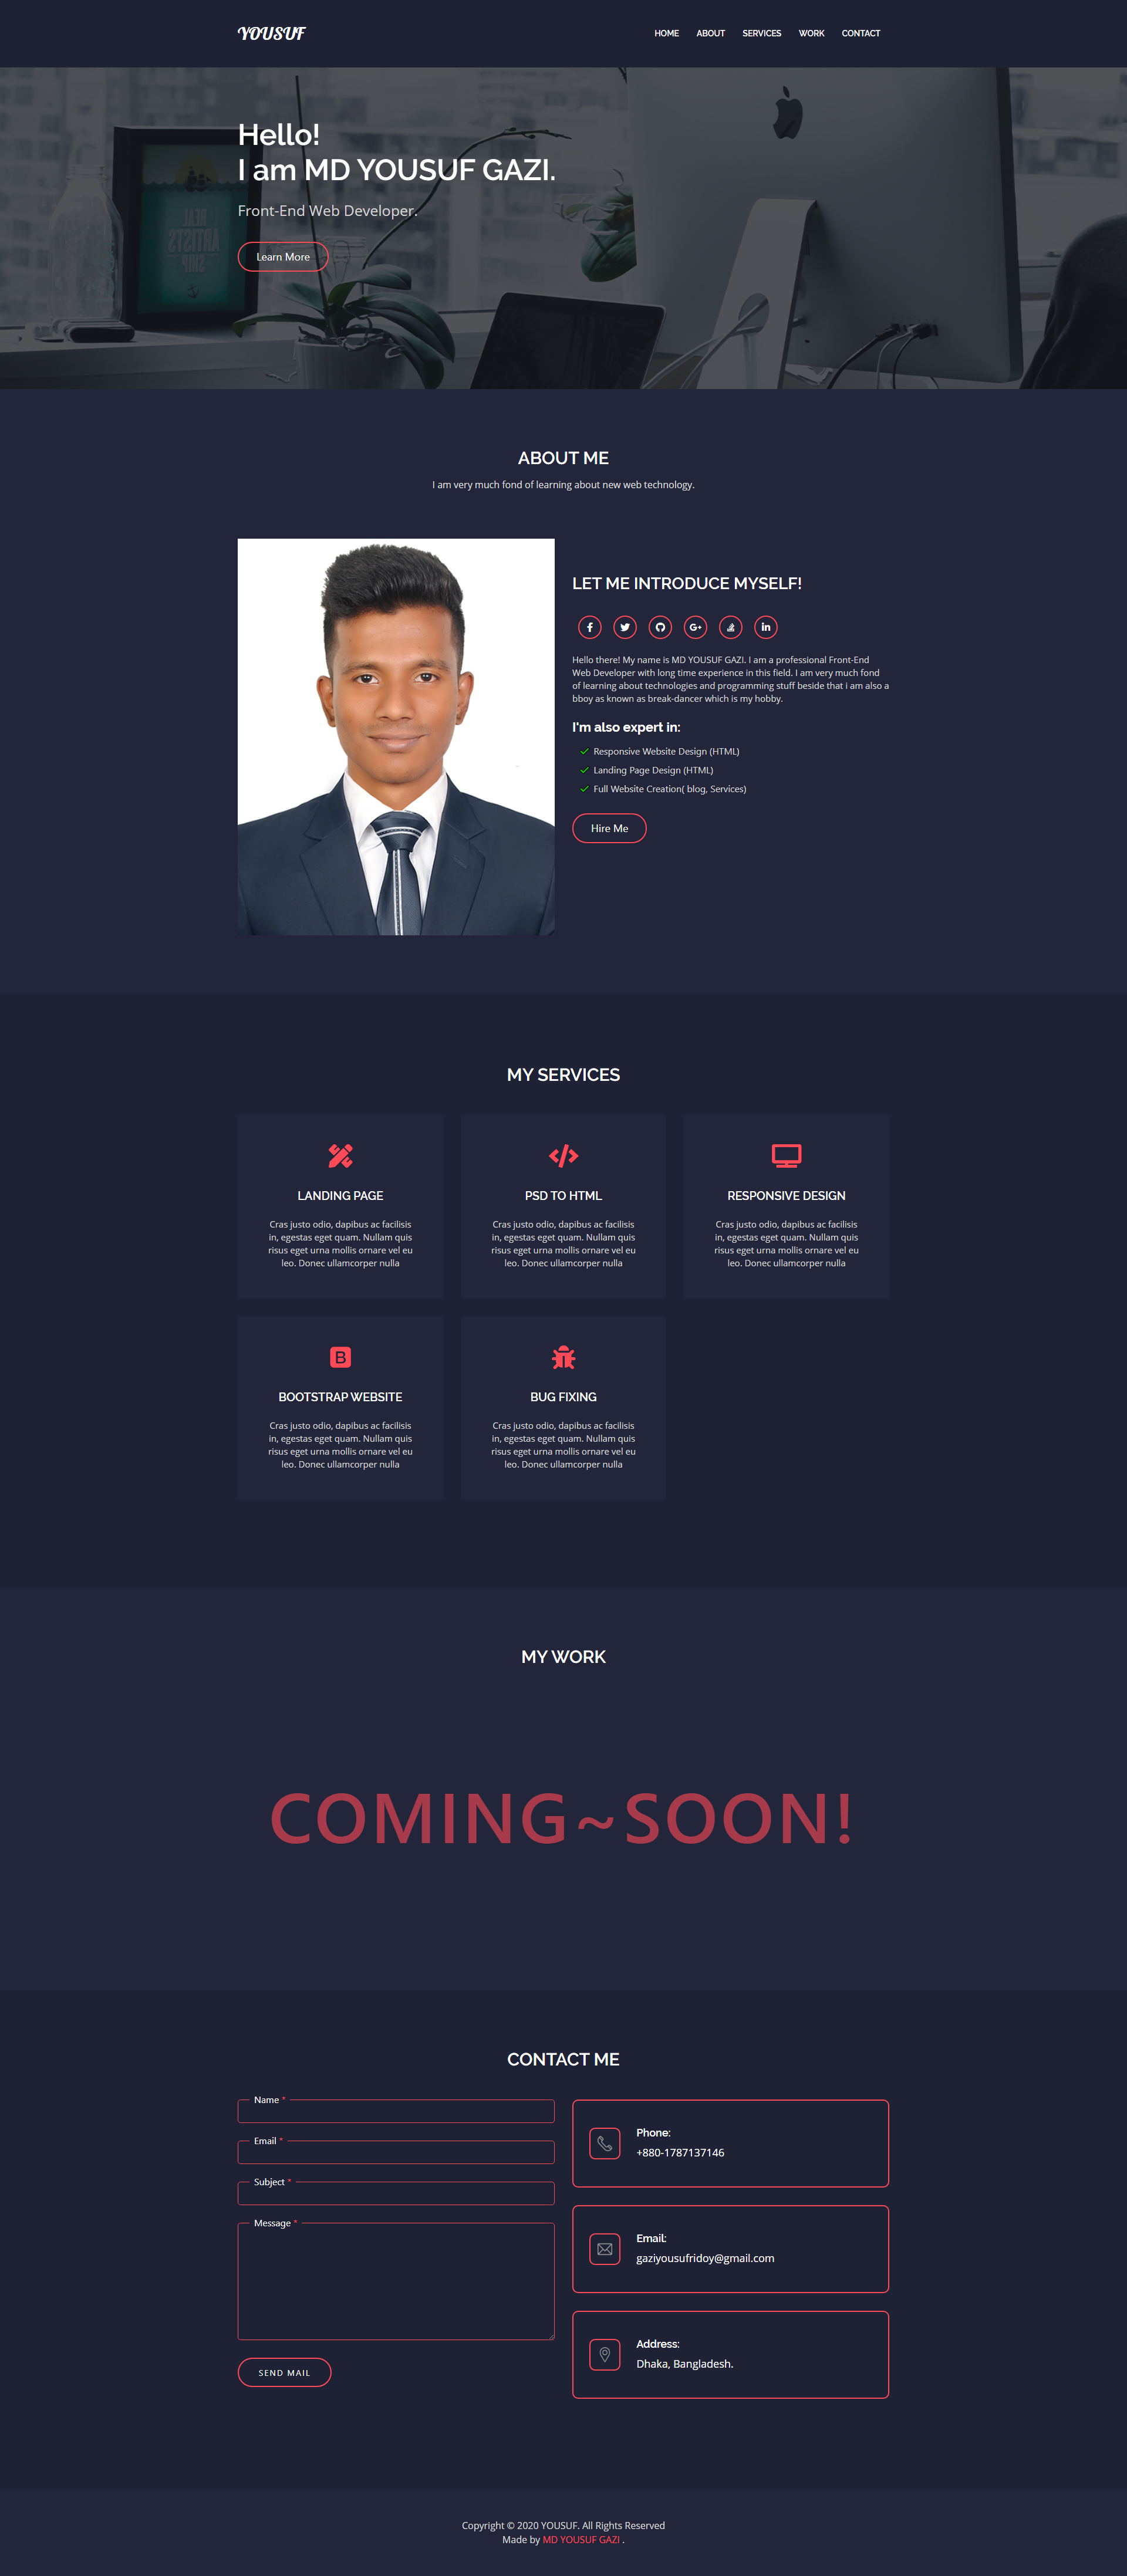 YOUSUF
HOME ABOUT SERVICES WORK CONTACT
Hello!
I am MD YOUSUF GAZI.
Front-End Web Developer.
Learn More
REAL
ARTISTS
SHIP
ABOUT ME
I am very much fond of learning about new web technology.
LET ME INTRODUCE MYSELF!
Hello there! My name is MD YOUSUF GAZI. I am a professional Front-End
Web Developer with long time experience in this field. I am very much fond
of learning about technologies and programming stuff beside that i am also a
bboy as known as break-dancer which is my hobby.
I'm also expert in:
Responsive Website Design (HTML)
Landing Page Design (HTML)
Full Website Creation( blog, Services)
Hire Me
MY SERVICES
LANDING PAGE
Cras justo odio, dapibus ac facilisis
in, egestas eget quam. Nullam quis
risus eget urna mollis ornare vel eu
leo. Donec ullamcorper nulla
PSD TO HTML
Cras justo odio, dapibus ac facilisis
in, egestas eget quam. Nullam quis
risus eget urna mollis ornare vel eu
leo. Donec ullamcorper nulla
RESPONSIVE DESIGN
Cras justo odio, dapibus ac facilisis
in, egestas eget quam. Nullam quis
risus eget urna mollis ornare vel eu
leo. Donec ullamcorper nulla
BOOTSTRAP WEBSITE
Cras justo odio, dapibus ac facilisis
in, egestas eget quam. Nullam quis
risus eget urna mollis ornare vel eu
leo. Donec ullamcorper nulla
BUG FIXING
Cras justo odio, dapibus ac facilisis
in, egestas eget quam. Nullam quis
risus eget urna mollis ornare vel eu
leo. Donec ullamcorper nulla
MY WORK
COMING~SOON!
CONTACT ME
Name *
Email *
Subject *
Message *
SEND MAIL
Phone:
+880-1787137146
Email:
gaziyousufridoy@gmail.com
Address:
Dhaka, Bangladesh.
Copyright © 2020 YOUSUF. All Rights Reserved
Made by MD YOUSUF GAZI .